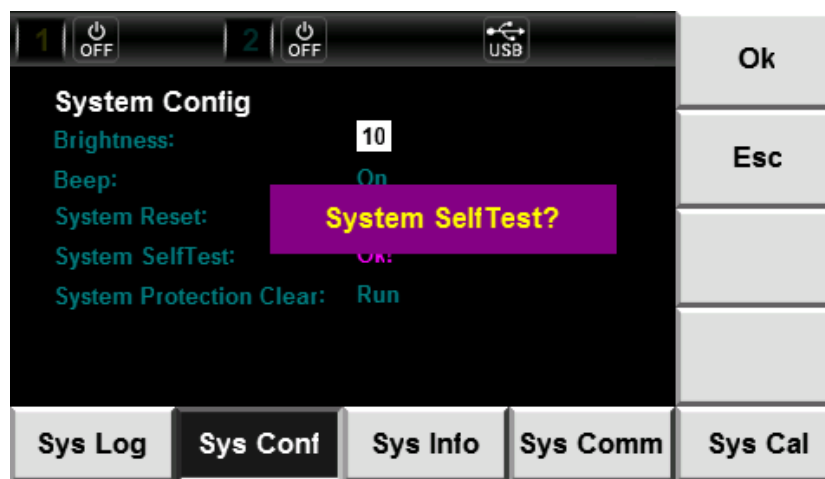 1 OFF 2 OFF USB
Ok
System Config
Brightness: 10
Esc
Beep: On
System Reset:
System SelfTest?
System SelfTest: Ok!
System Protection Clear: Run
Sys Log Sys Conf Sys Info Sys Comm Sys Cal